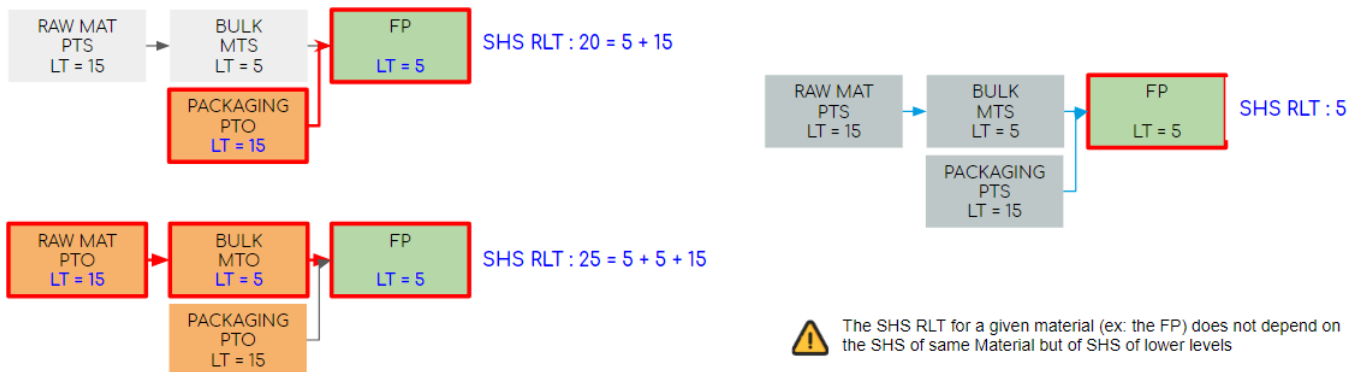 RAW MAT
PTS
LT = 15
BULK
MTS
LT = 5
FP
LT = 5
SHS RLT : 20 = 5 + 15
PACKAGING
PTO
LT = 15
RAW MAT
PTS
LT = 15
BULK
MTS
LT = 5
FP
LT = 5
SHS RLT : 5
PACKAGING
PTS
LT = 15
RAW MAT
PTO
LT = 15
BULK
MTO
LT = 5
FP
LT = 5
SHS RLT : 25 = 5 + 5 + 15
PACKAGING
PTO
LT = 15
The SHS RLT for a given material (ex: the FP) does not depend on
the SHS of same Material but of SHS of lower levels